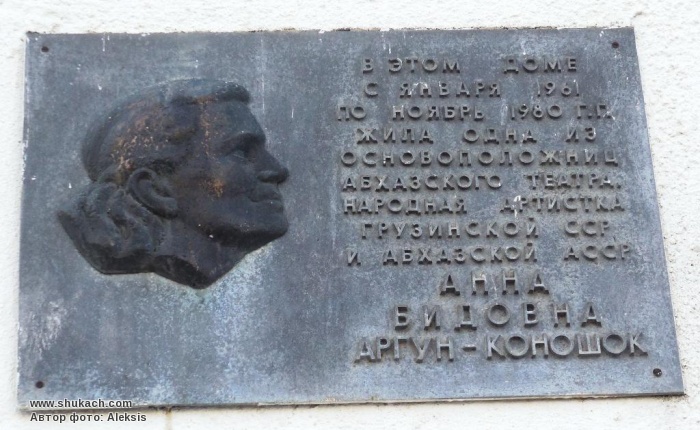 В ЭТОМ ДОМЕ
С ЯНВАРЯ 1961
ПО НОЯБРЬ 1980 Г.Г.
ЖИЛА ОДНА ИЗ
ОСНОВОПОЛОЖНИЦ
АБХАЗСКОГО ТЕАТРА.
НАРОДНАЯ АРТИСТКА
ГРУЗИНСКОЙ ССР
И АБХАЗСКОЙ АССР
АННА
БИДОВНА
АРГУН-КОНОШОК
www.shukach.com
Автор фото: Aleksis